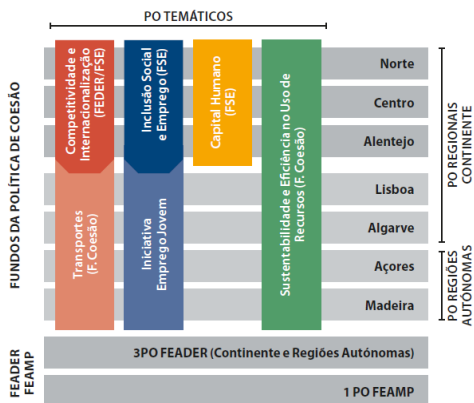 PO TEMÁTICOS
FUNDOS DA POLÍTICA DE COESÃO
Competitividade e
Internacionalização
(FEDER/FSE)
Transportes
(F. Coesão)
Inclusão Social
e Emprego (FSE)
Iniciativa
Emprego Jovem
Capital Humano
(FSE)
Sustentabilidade e Eficiência no Uso de
Recursos (F. Coesão)
Norte
Centro
Alentejo
Lisboa
Algarve
Açores
Madeira
PO REGIONAIS
CONTINENTE
PO REGIÕES
AUTÓNOMAS
FEADER
FEAMP
3PO FEADER (Continente e Regiões Autónomas)
1 PO FEAMP